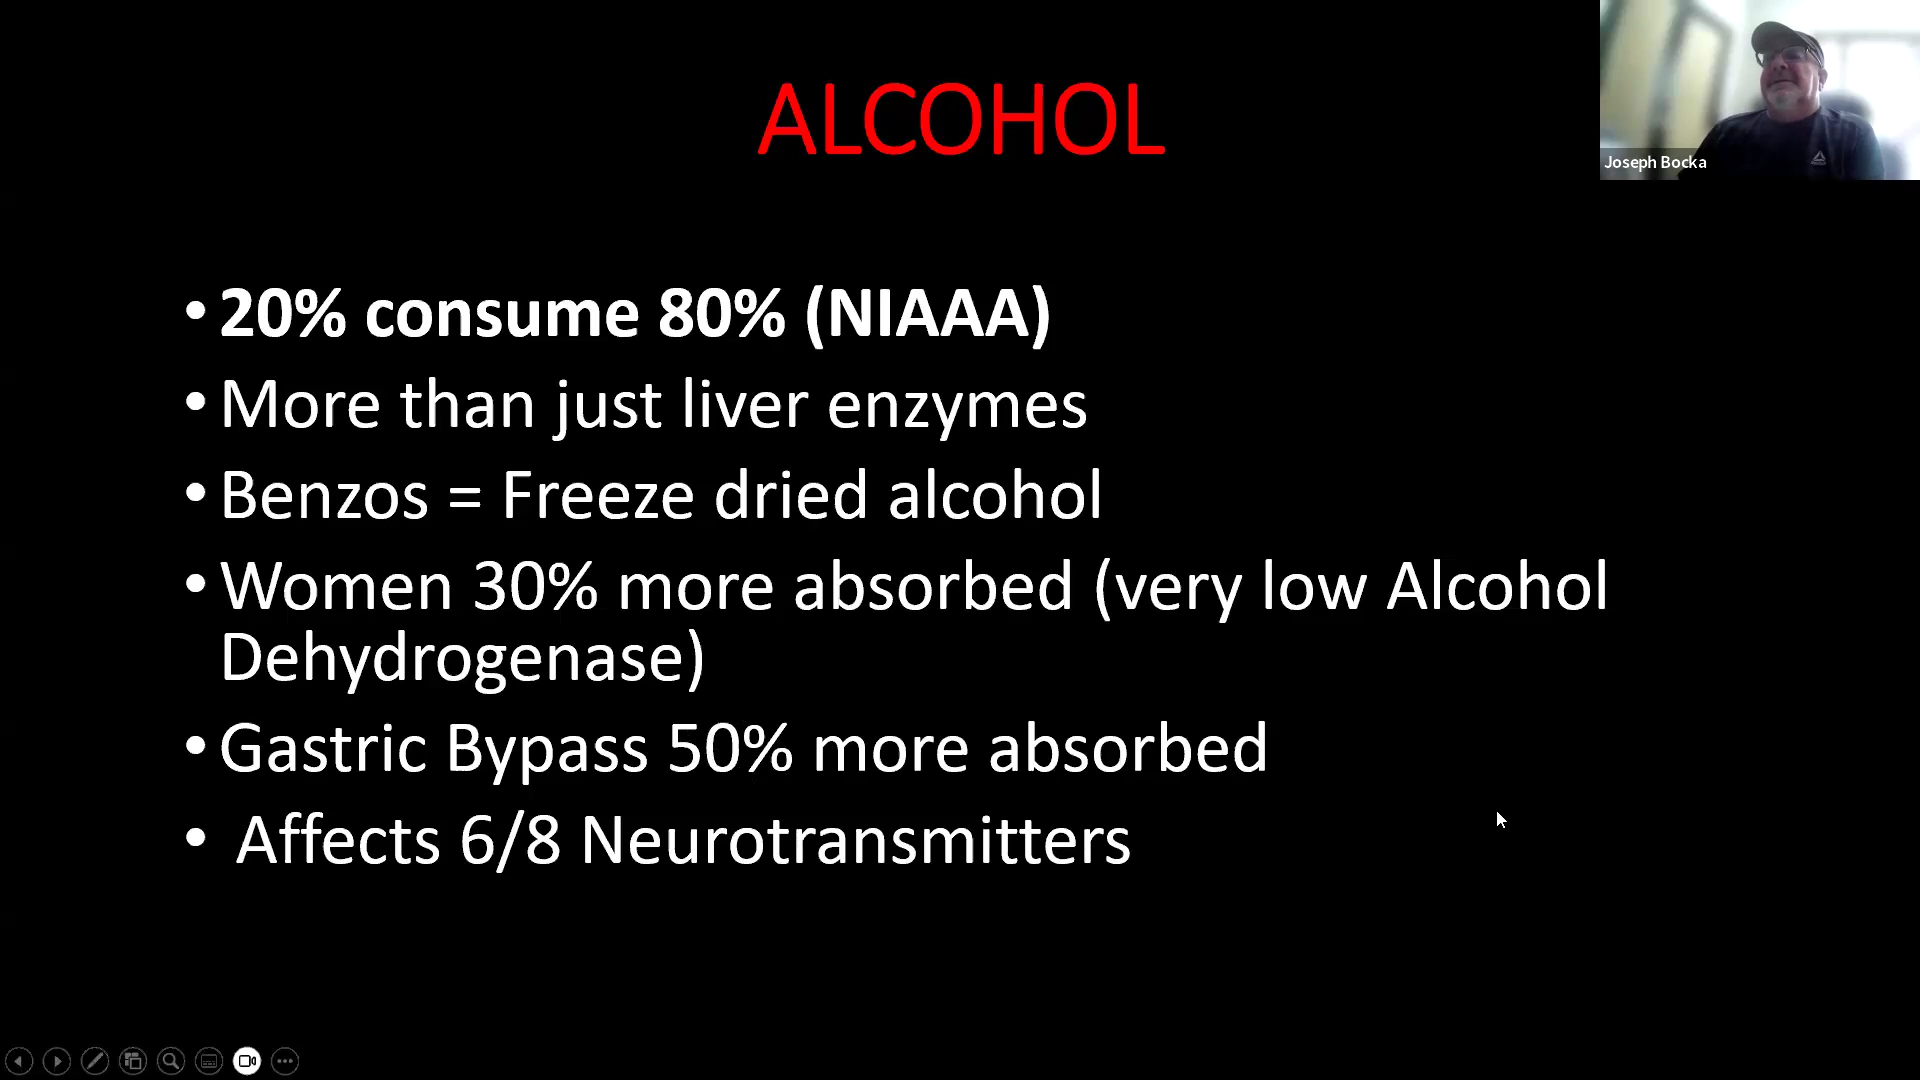 ALCOHOL
Joseph Bocka
• 20% consume 80% (NIAAA)
• More than just liver enzymes
• Benzos = Freeze dried alcohol
• Women 30% more absorbed (very low Alcohol
Dehydrogenase)
• Gastric Bypass 50% more absorbed
• Affects 6/8 Neurotransmitters